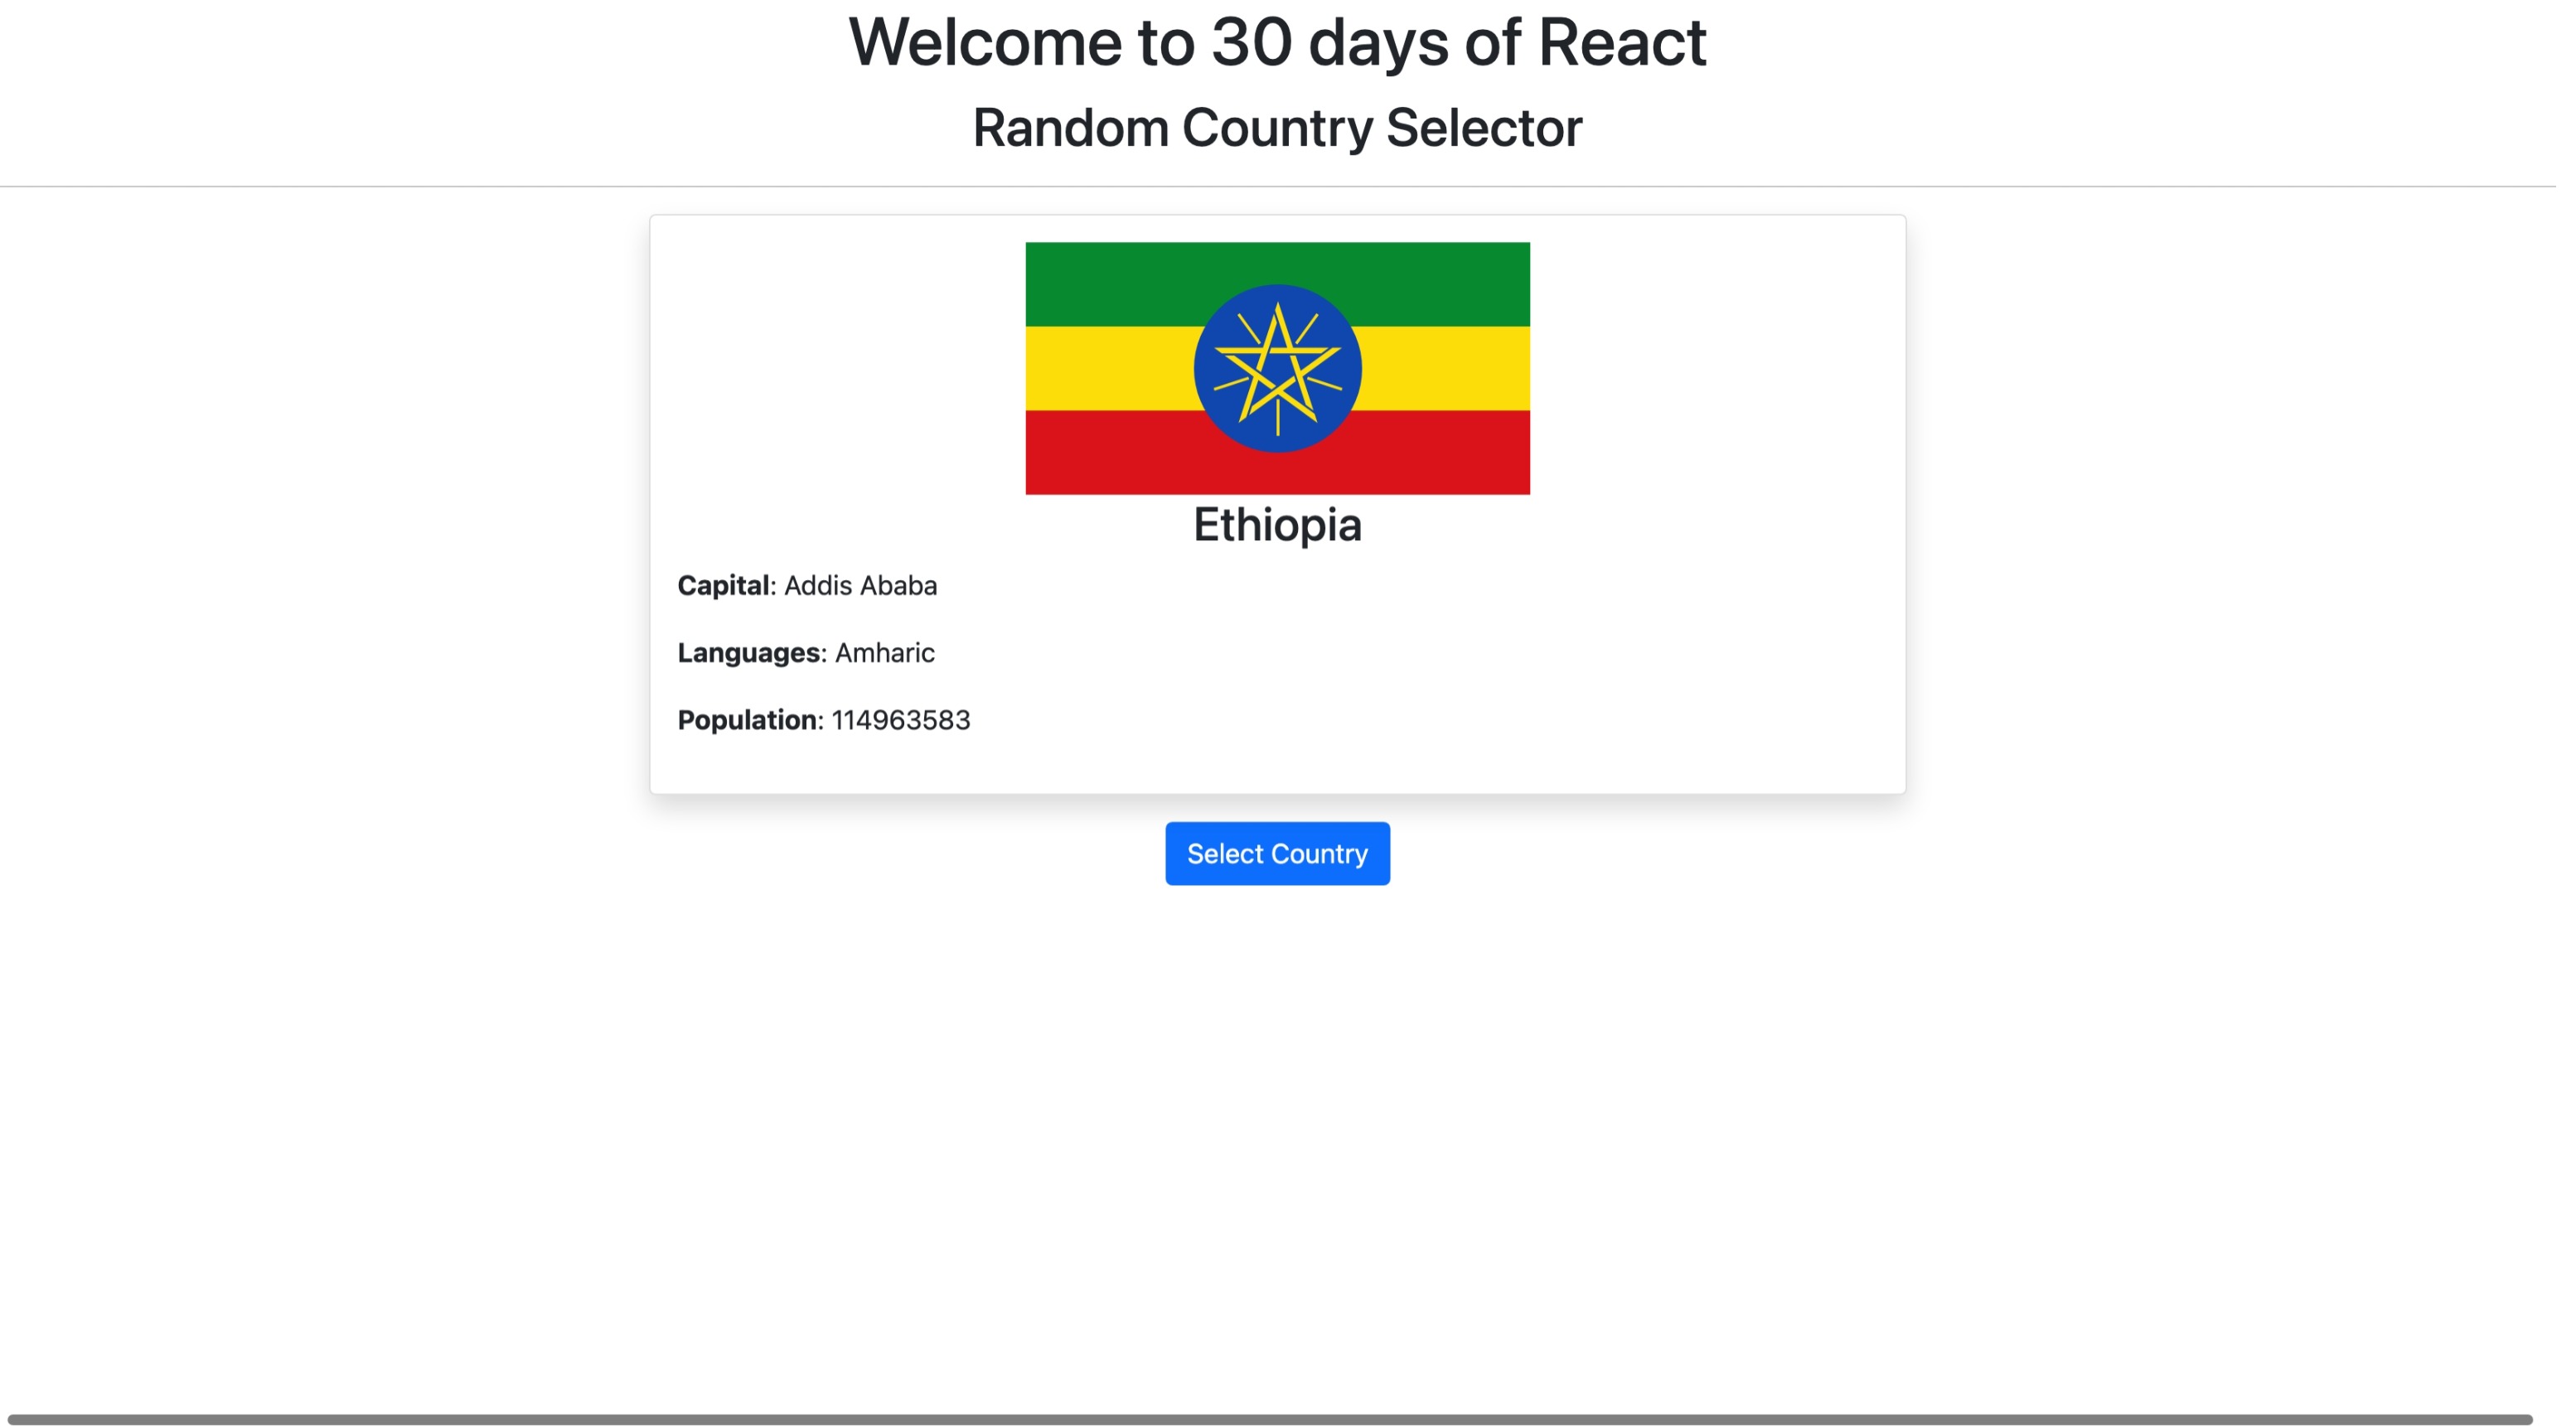 Welcome to 30 days of React
Random Country Selector
Ethiopia
Capital: Addis Ababa
Languages: Amharic
Population: 114963583
Select Country